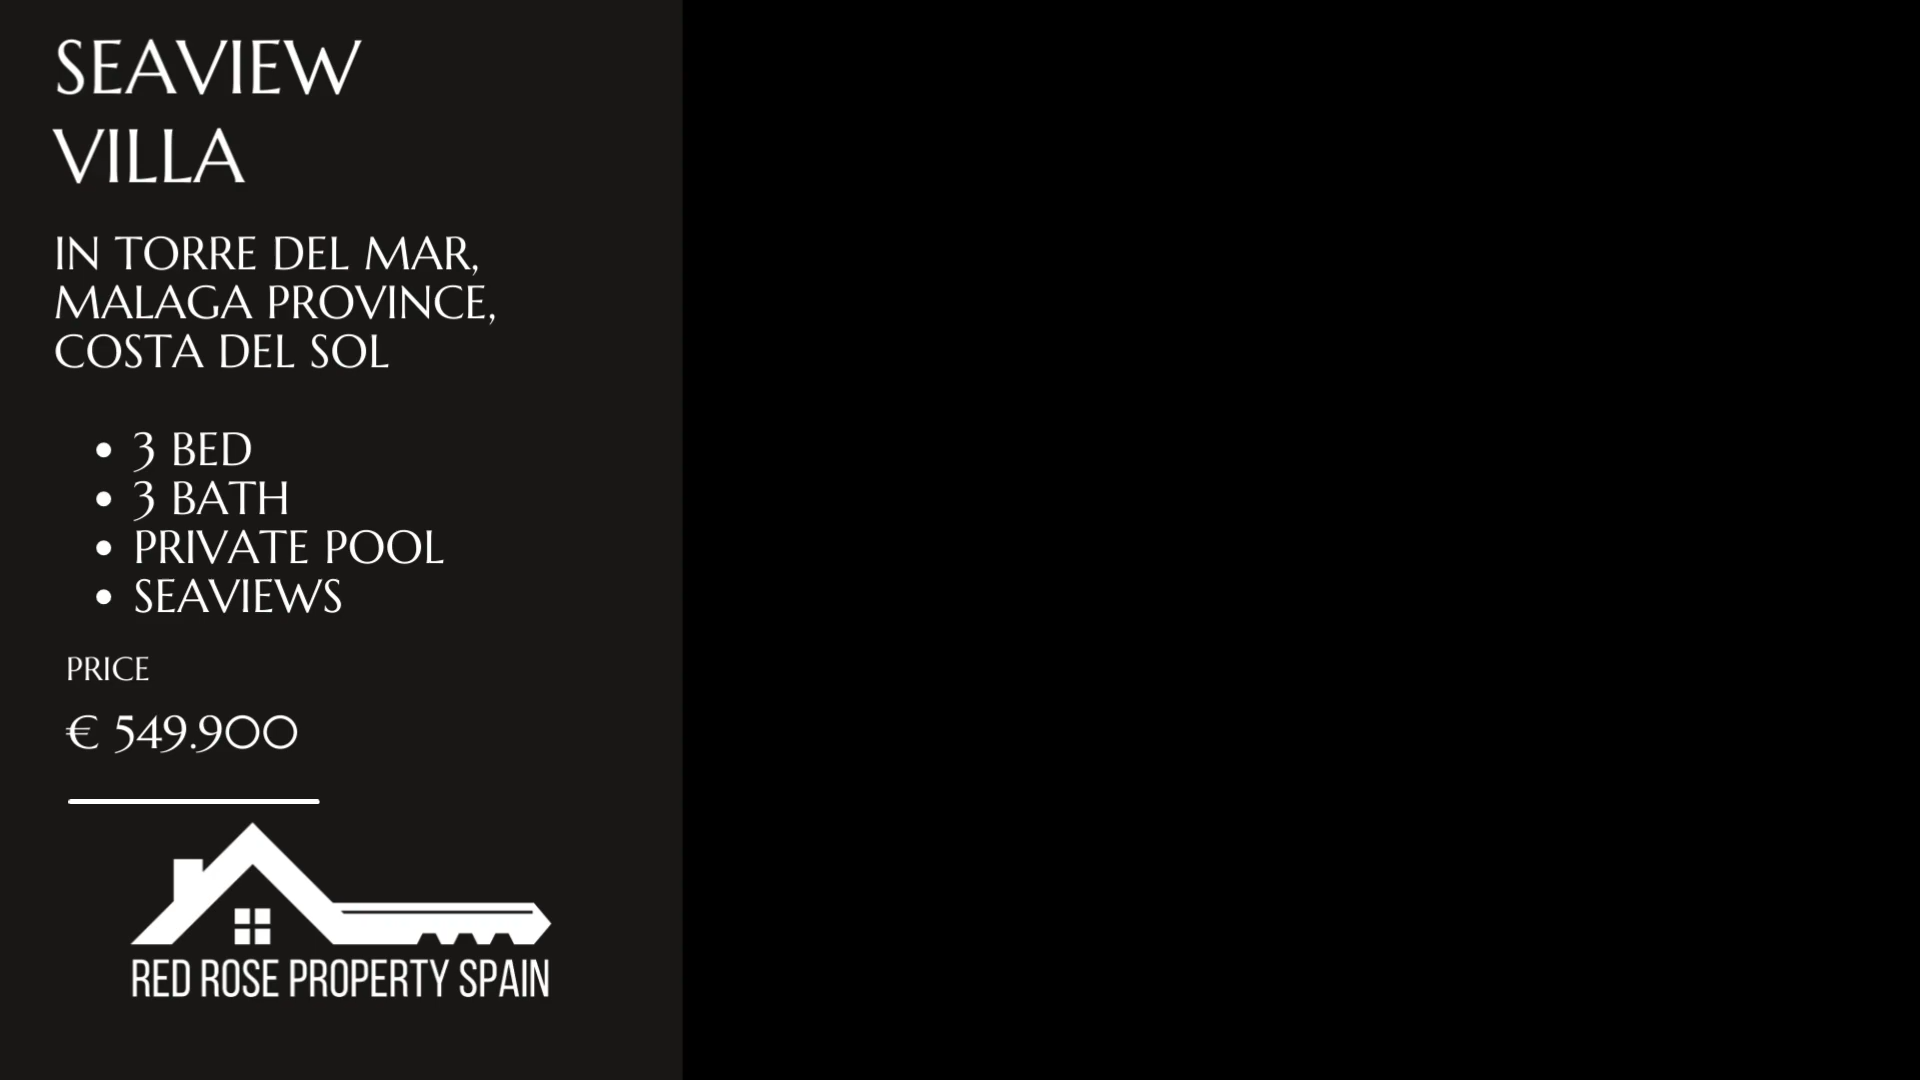 SEAVIEW
VILLA
IN TORRE DEL MAR,
MALAGA PROVINCE,
COSTA DEL SOL
• 3 BED
• 3 BATH
• PRIVATE POOL
• SEAVIEWS
PRICE
€ 549.900
RED ROSE PROPERTY SPAIN